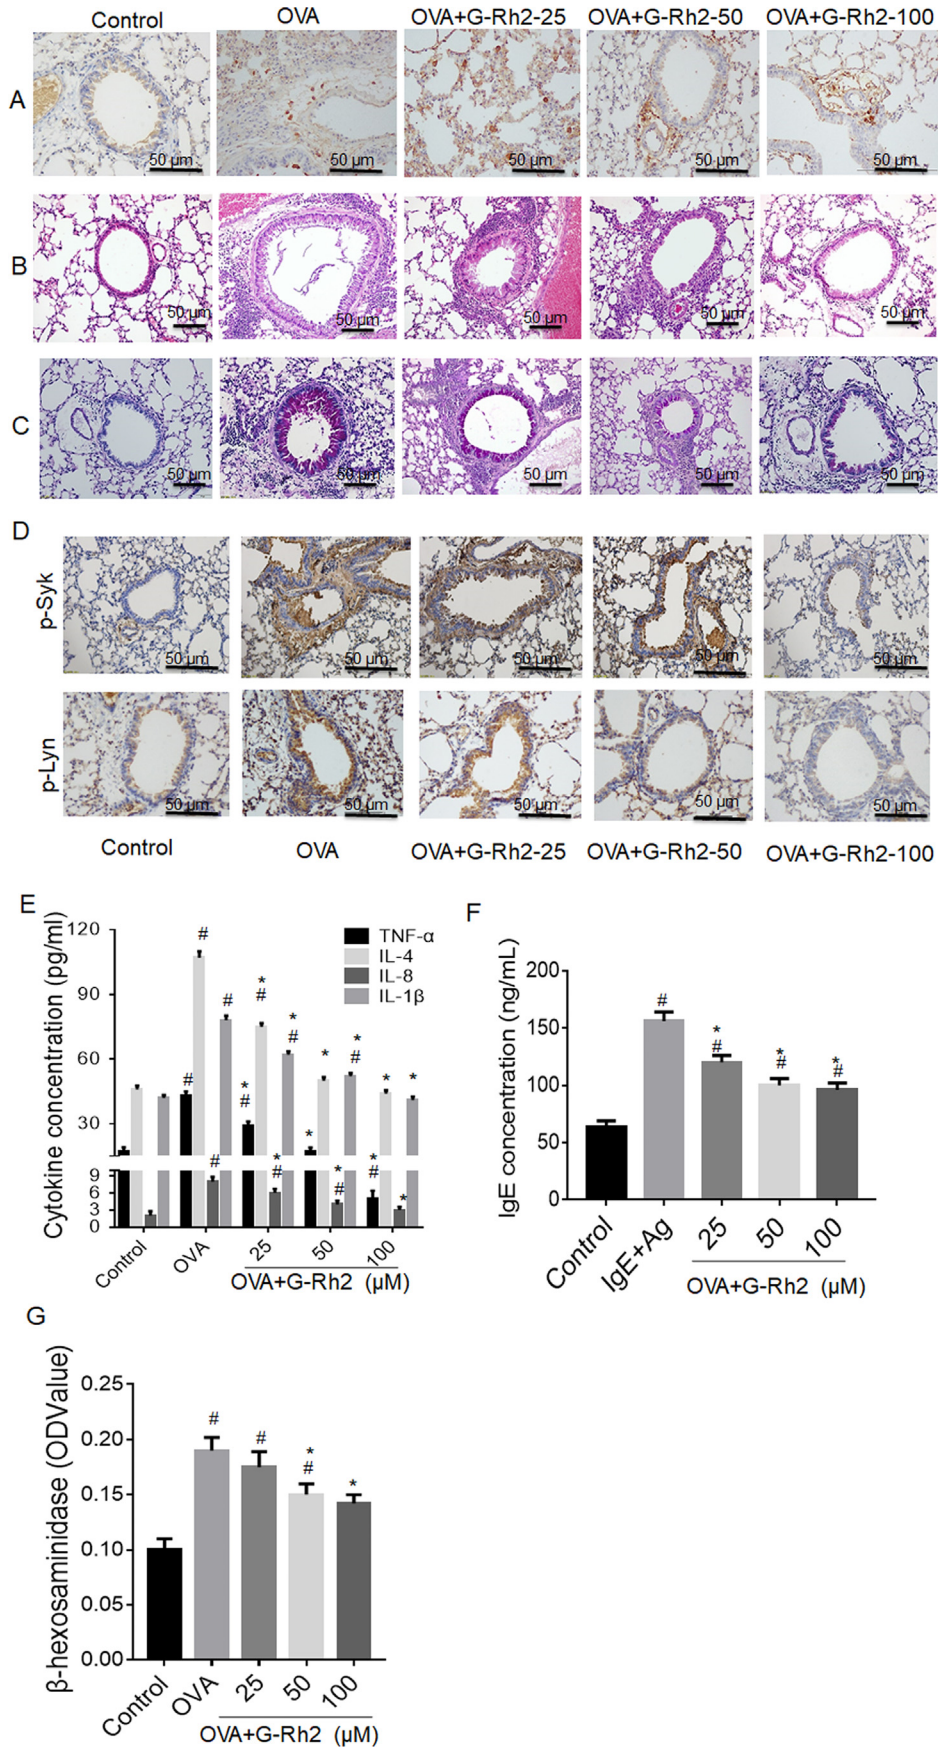 Control OVA OVA+G-Rh2-25 OVA+G-Rh2-50 OVA+G-Rh2-100
A
50 µm 50 µm 50 µm 50 µm 50 µm
B
50 µm 50 µm 50 µm 50 µm 50 µm
C
50 µm 50 µm 50 µm 50 µm 50 µm
D
p-Syk
50 µm 50 µm 50 µm 50 µm 50 µm
p-Lyn
50 µm 50 µm 50 µm 50 µm 50 µm
Control OVA OVA+G-Rh2-25 OVA+G-Rh2-50 OVA+G-Rh2-100
E
Cytokine concentration (pg/ml)
120
90
60
30
9
6
3
0
TNF-α
IL-4
IL-8
IL-1β
# # # #
* # * # * # * #
* * * # * #
* # * * *
Control OVA 25 50 100
OVA+G-Rh2 (µM)
F
IgE concentration (ng/mL)
200
150
100
50
0
# * # * # * #
Control IgE+Ag 25 50 100
OVA+G-Rh2 (µM)
G
β-hexosaminidase (ODValue)
0.25
0.20
0.15
0.10
0.05
0.00
# # * # *
Control OVA 25 50 100
OVA+G-Rh2 (µM)